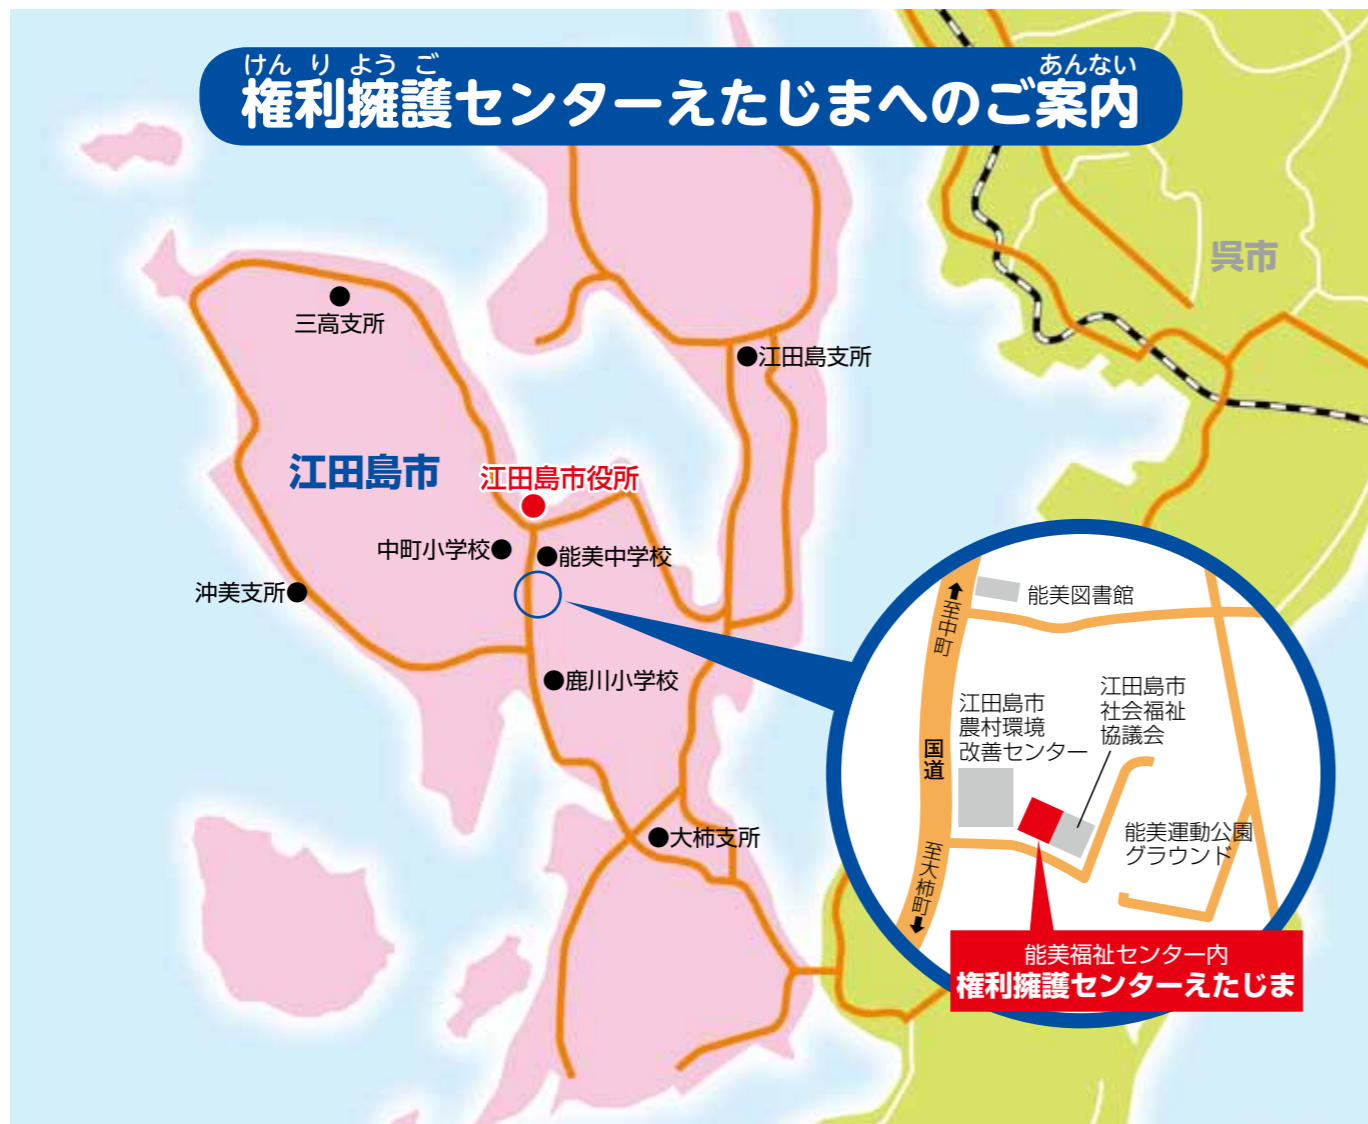 けんりようご あんない
権利擁護センターえたじまへのご案内
呉市
三高支所
江田島支所
江田島市
江田島市役所
中町小学校
能美中学校
沖美支所
鹿川小学校
大柿支所
能美図書館
至中町
江田島市
農村環境
改善センター
江田島市
社会福祉
協議会
国道
能美運動公園
グラウンド
至大柿町
能美福祉センター内
権利擁護センターえたじま